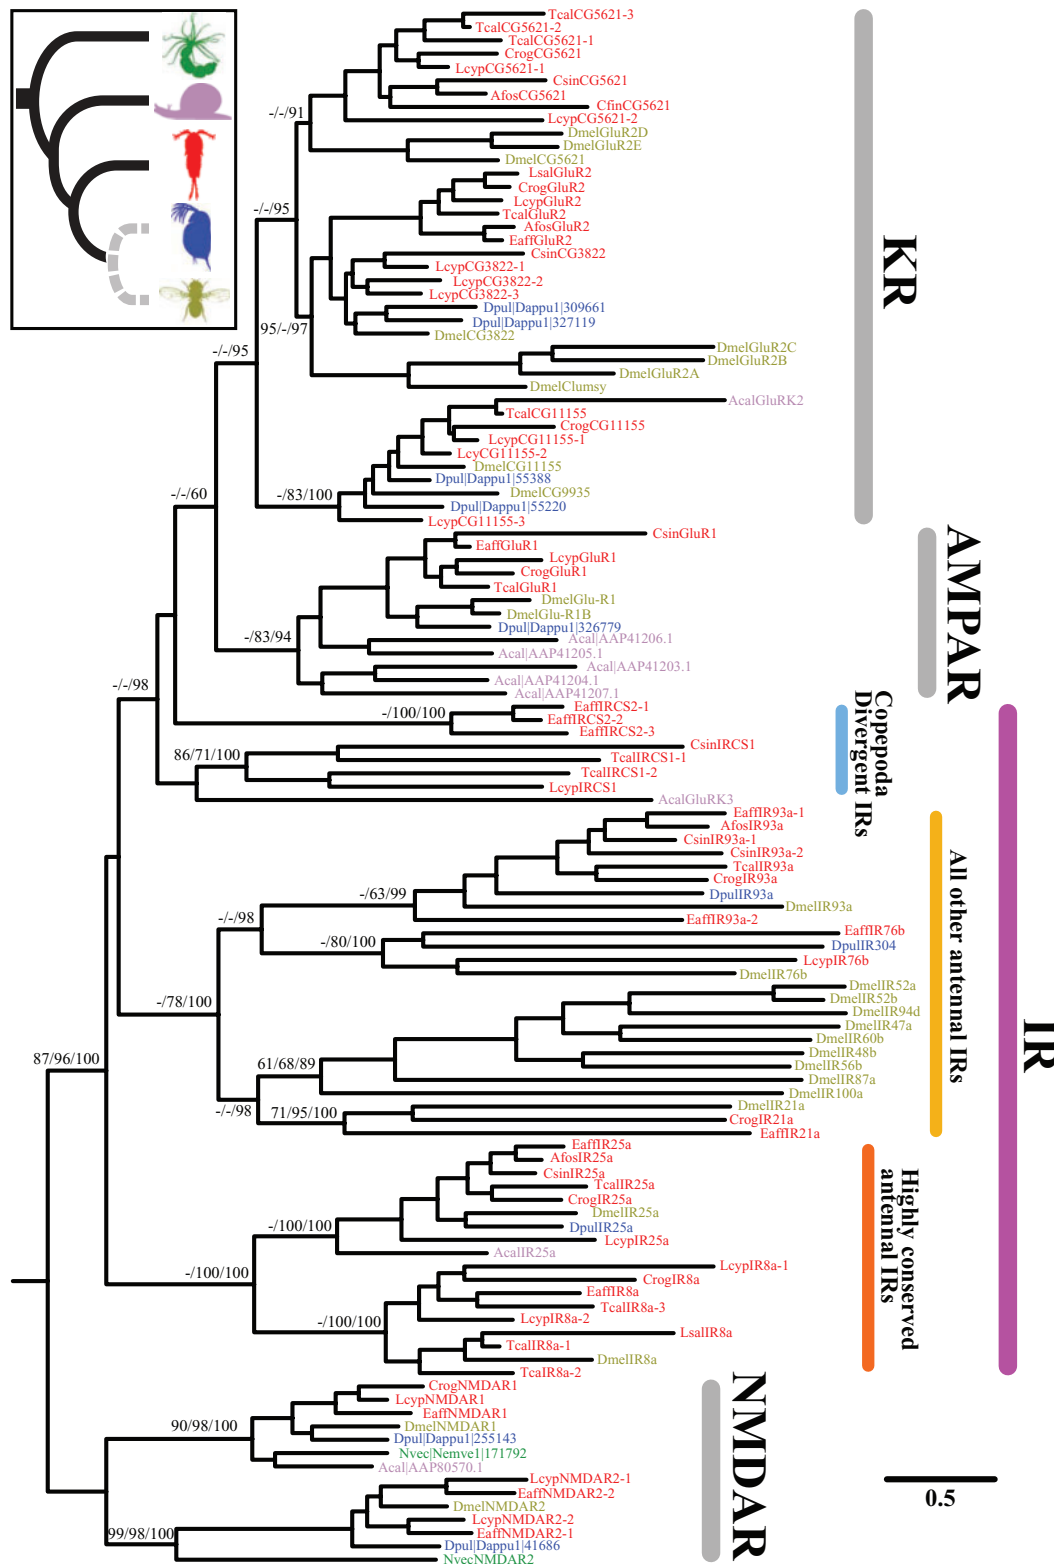 TcalCG5621-3
TcalCG5621-2
TcalCG5621-1
CrogCG5621
LcypCG5621-1
CsinCG5621
AfosCG5621
CfinCG5621
LcypCG5621-2
DmelGluR2D
DmelGluR2E
DmelCG5621
LsalGluR2
CrogGluR2
LcypGluR2
TcalGluR2
AfosGluR2
EaffGluR2
CsinCG3822
LcypCG3822-1
LcypCG3822-2
LcypCG3822-3
Dpul|Dappu1|309661
Dpul|Dappu1|327119
DmelCG3822
DmelGluR2C
DmelGluR2B
DmelGluR2A
DmelClumsy
AcalGluRK2
TcalCG11155
CrogCG11155
LcypCG11155-1
LcyCG11155-2
DmelCG11155
Dpul|Dappu1|55388
DmelCG9935
Dpul|Dappu1|55220
LcypCG11155-3
CsinGluR1
EaffGluR1
LcypGluR1
CrogGluR1
TcalGluR1
DmelGlu-R1
DmelGlu-R1B
Dpul|Dappu1|326779
Acal|AAP41206.1
Acal|AAP41205.1
Acal|AAP41203.1
Acal|AAP41204.1
Acal|AAP41207.1
EaffIRCS2-1
EaffIRCS2-2
EaffIRCS2-3
CsinIRCS1
TcalIRCS1-1
TcalIRCS1-2
LcypIRCS1
AcalGluRK3
EaffIR93a-1
AfosIR93a
CsinIR93a-1
CsinIR93a-2
TcalIR93a
CrogIR93a
DpulIR93a
DmelIR93a
EaffIR93a-2
EaffIR76b
DpulIR304
LcypIR76b
DmelIR76b
DmelIR52a
DmelIR52b
DmelIR94d
DmelIR47a
DmelIR60b
DmelIR48b
DmelIR56b
DmelIR87a
DmelIR100a
DmelIR21a
CrogIR21a
EaffIR21a
EaffIR25a
AfosIR25a
CsinIR25a
TcalIR25a
CrogIR25a
DmelIR25a
DpulIR25a
LcypIR25a
AcalIR25a
LcypIR8a-1
CrogIR8a
EaffIR8a
TcalIR8a-3
LcypIR8a-2
LsalIR8a
TcalIR8a-1
DmelIR8a
TcaIR8a-2
CrogNMDAR1
LcypNMDAR1
EaffNMDAR1
DmelNMDAR1
Dpul|Dappu1|255143
Nvec|Nemve1|171792
Acal|AAP80570.1
LcypNMDAR2-1
EaffNMDAR2-2
DmelNMDAR2
LcypNMDAR2-2
EaffNMDAR2-1
Dpul|Dappu1|41686
NvecNMDAR2
-/-/91
-/-/95
95/-/97
-/-/95
-/-/60
-/83/100
-/83/94
-/-/98
-/100/100
86/71/100
-/63/99
-/-/98
-/80/100
-/78/100
87/96/100
61/68/89
-/-/98
71/95/100
-/100/100
-/100/100
-/100/100
90/98/100
99/98/100
KR
AMPAR
Copepoda
Divergent IRs
All other antennal IRs
IR
Highly conserved
antennal IRs
NMDAR
0.5